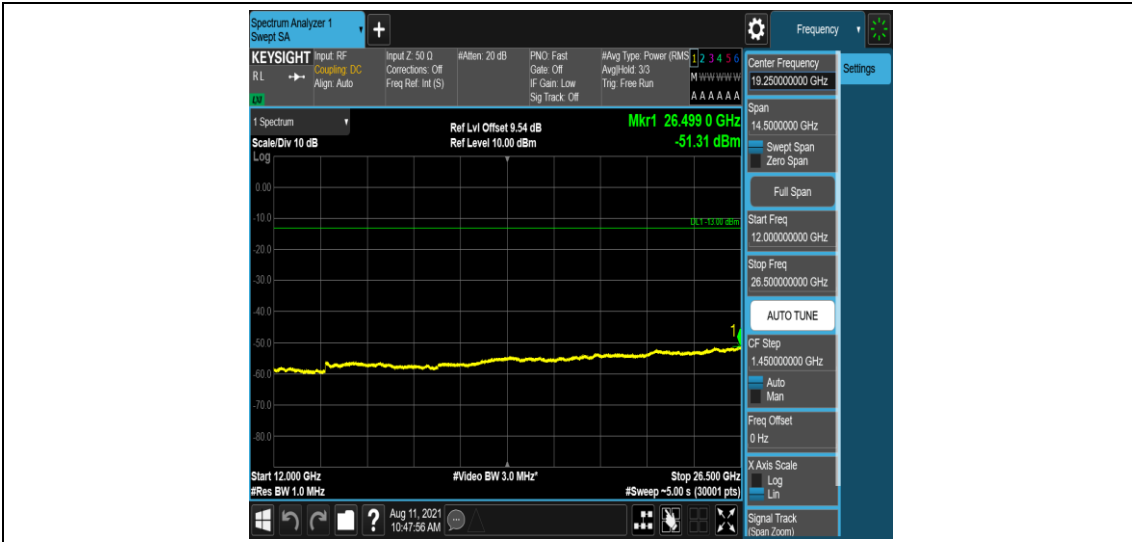 Spectrum Analyzer 1
Swept SA
+
Frequency
KEYSIGHT
RL
LXI
Input: RF
Coupling: DC
Align: Auto
Input Z: 50 Ω
Corrections: Off
Freq Ref: Int (S)
#Atten: 20 dB
PNO: Fast
Gate: Off
IF Gain: Low
Sig Track: Off
#Avg Type: Power (RMS
Avg|Hold: 3/3
Trig: Free Run
1 2 3 4 5 6
M W W W W W
A A A A A A
1 Spectrum
Scale/Div 10 dB
Log
Ref Lvl Offset 9.54 dB
Ref Level 10.00 dBm
Mkr1 26.499 0 GHz
-51.31 dBm
0.00
-10.0
DL1 -13.00 dBm
-20.0
-30.0
-40.0
1
-50.0
-60.0
-70.0
-80.0
Start 12.000 GHz
#Res BW 1.0 MHz
#Video BW 3.0 MHz*
Stop 26.500 GHz
#Sweep ~5.00 s (30001 pts)
Center Frequency
19.250000000 GHz
Settings
Span
14.5000000 GHz
Swept Span
Zero Span
Full Span
Start Freq
12.000000000 GHz
Stop Freq
26.500000000 GHz
AUTO TUNE
CF Step
1.450000000 GHz
Auto
Man
Freq Offset
0 Hz
X Axis Scale
Log
Lin
Signal Track
(Span Zoom)
?
Aug 11, 2021
10:47:56 AM